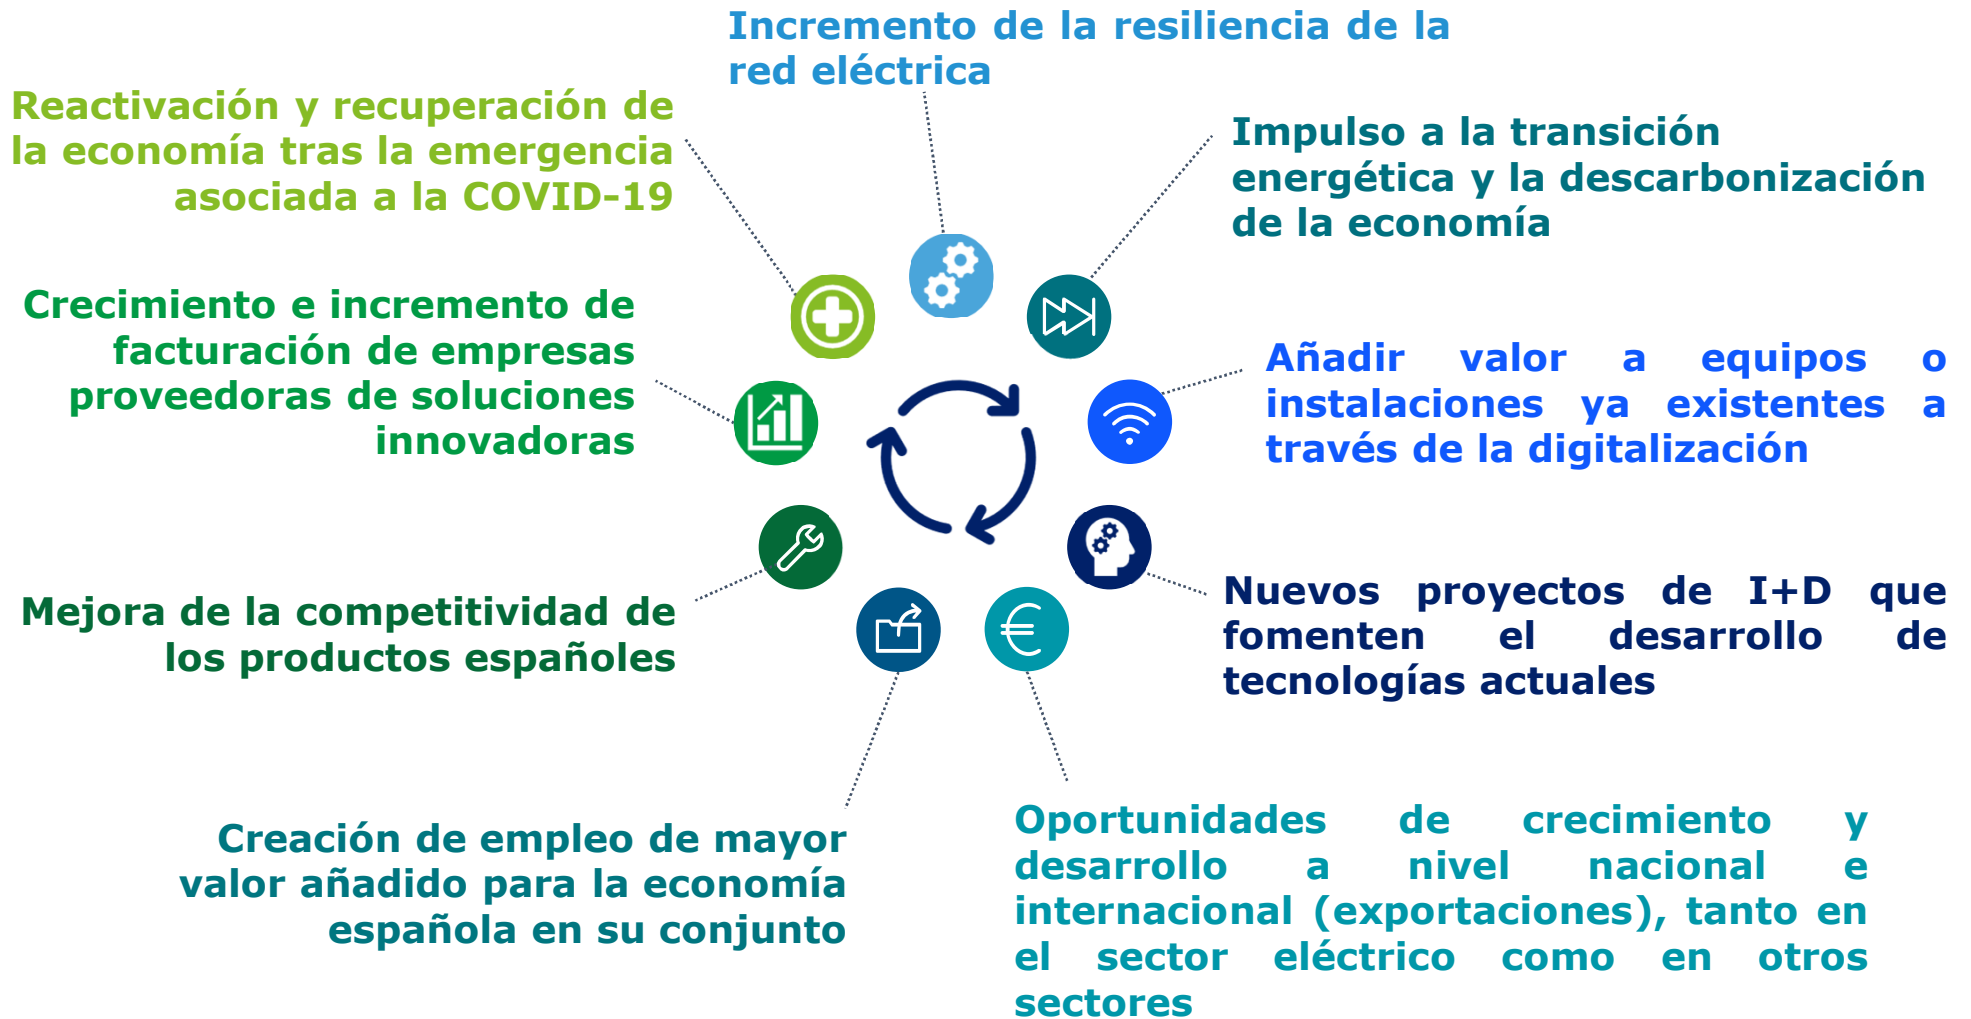 Incremento de la resiliencia de la
red eléctrica
Reactivación y recuperación de
la economía tras la emergencia
asociada a la COVID-19
Impulso a la transición
energética y la descarbonización
de la economía
Crecimiento e incremento de
facturación de empresas
proveedoras de soluciones
innovadoras
Añadir valor a equipos o
instalaciones ya existentes a
través de la digitalización
Mejora de la competitividad de
los productos españoles
Nuevos proyectos de I+D que
fomenten el desarrollo de
tecnologías actuales
Creación de empleo de mayor
valor añadido para la economía
española en su conjunto
Oportunidades de crecimiento y
desarrollo a nivel nacional e
internacional (exportaciones), tanto en
el sector eléctrico como en otros
sectores